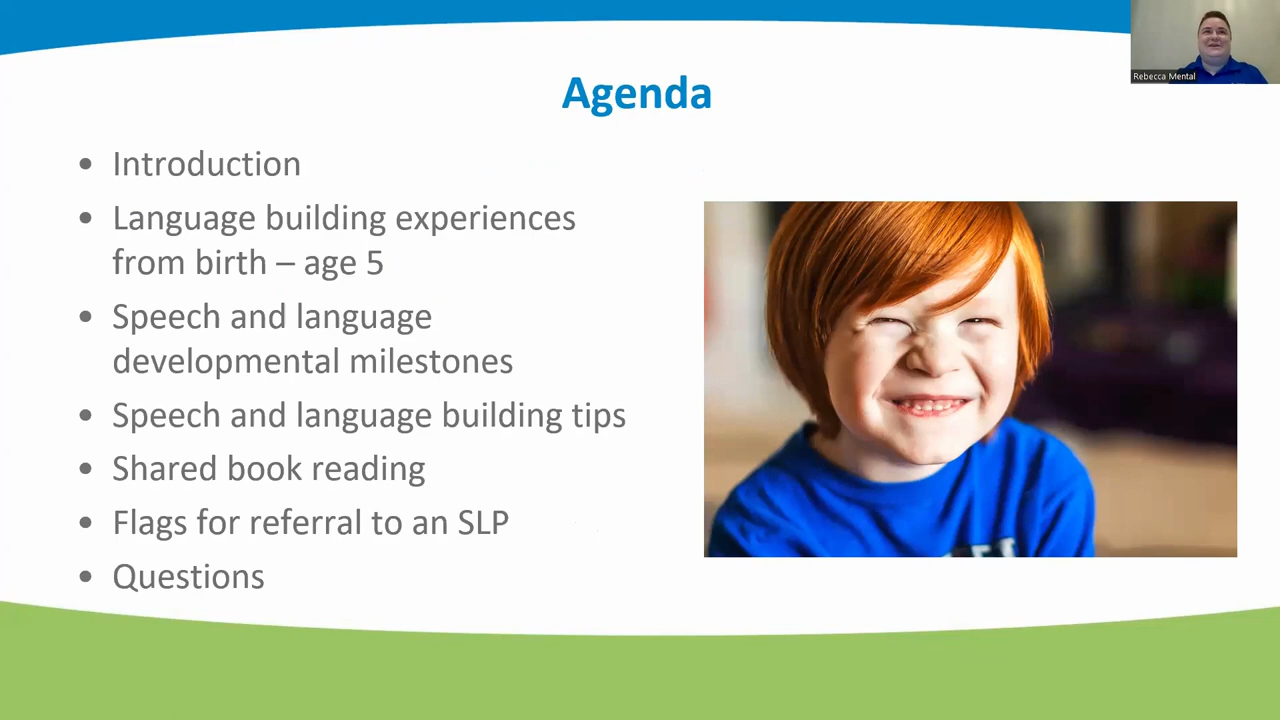 Rebecca Mental
Agenda
• Introduction
• Language building experiences
from birth – age 5
• Speech and language
developmental milestones
• Speech and language building tips
• Shared book reading
• Flags for referral to an SLP
• Questions